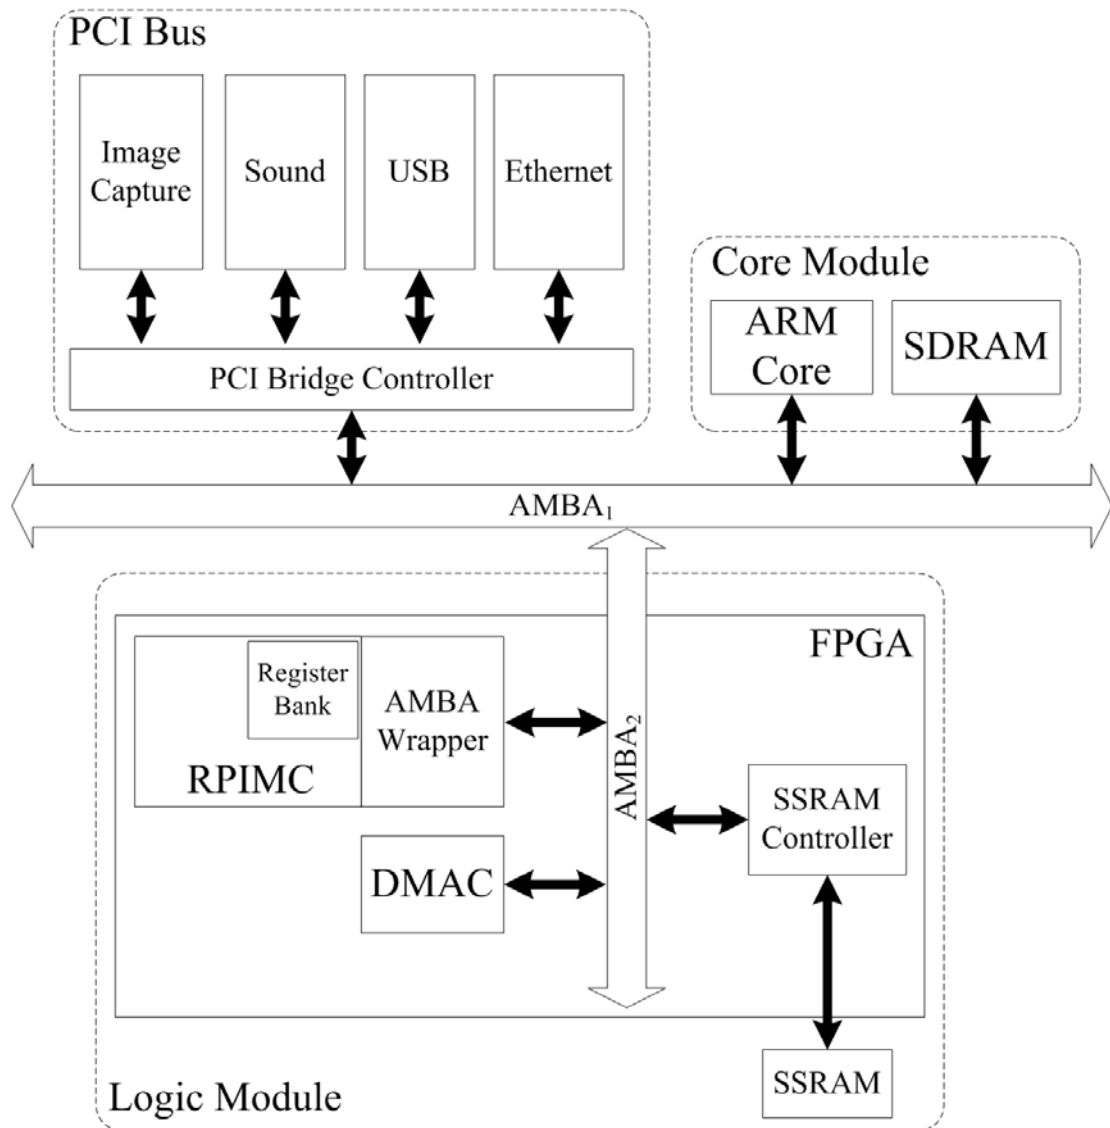 PCI Bus
Image
Capture
Sound
USB
Ethernet
PCI Bridge Controller
Core Module
ARM
Core
SDRAM
AMBA₁
FPGA
Register
Bank
AMBA
Wrapper
RPIMC
AMBA₂
SSRAM
Controller
DMAC
SSRAM
Logic Module